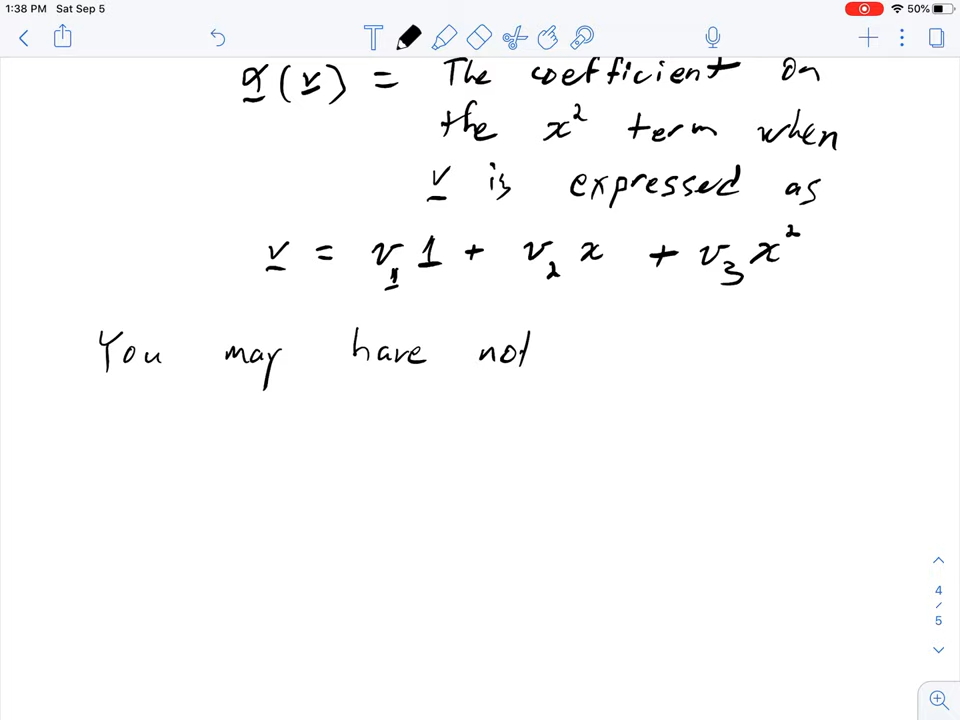 1:38 PM Sat Sep 5 50%
T
α(v) = The coefficient on
the x² term when
v is expressed as
v = v₁1 + v₂x + v₃x²
You may have not
4
/
5